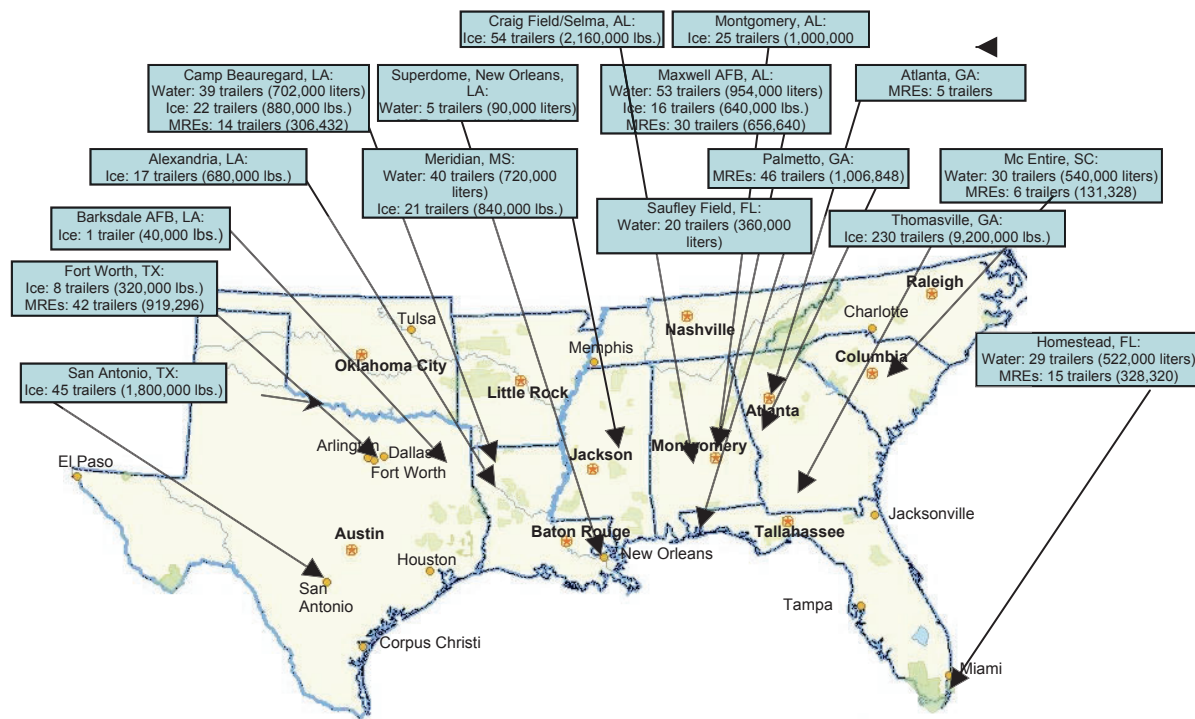 Craig Field/Selma, AL:
Ice: 54 trailers (2,160,000 lbs.)
Montgomery, AL:
Ice: 25 trailers (1,000,000
Camp Beauregard, LA:
Water: 39 trailers (702,000 liters)
Ice: 22 trailers (880,000 lbs.)
MREs: 14 trailers (306,432)
Superdome, New Orleans,
LA:
Water: 5 trailers (90,000 liters)
Maxwell AFB, AL:
Water: 53 trailers (954,000 liters)
Ice: 16 trailers (640,000 lbs.)
MREs: 30 trailers (656,640)
Atlanta, GA:
MREs: 5 trailers
Alexandria, LA:
Ice: 17 trailers (680,000 lbs.)
Meridian, MS:
Water: 40 trailers (720,000
liters)
Ice: 21 trailers (840,000 lbs.)
Palmetto, GA:
MREs: 46 trailers (1,006,848)
Mc Entire, SC:
Water: 30 trailers (540,000 liters)
MREs: 6 trailers (131,328)
Barksdale AFB, LA:
Ice: 1 trailer (40,000 lbs.)
Saufley Field, FL:
Water: 20 trailers (360,000
liters)
Thomasville, GA:
Ice: 230 trailers (9,200,000 lbs.)
Fort Worth, TX:
Ice: 8 trailers (320,000 lbs.)
MREs: 42 trailers (919,296)
San Antonio, TX:
Ice: 45 trailers (1,800,000 lbs.)
Homestead, FL:
Water: 29 trailers (522,000 liters)
MREs: 15 trailers (328,320)
Raleigh
Charlotte
Nashville
Tulsa
Memphis
Oklahoma City
Columbia
Little Rock
Atlanta
Arlington
Dallas
Fort Worth
Jackson
Montgomery
El Paso
Jacksonville
Austin
Baton Rouge
Tallahassee
Houston
New Orleans
San
Antonio
Tampa
Corpus Christi
Miami